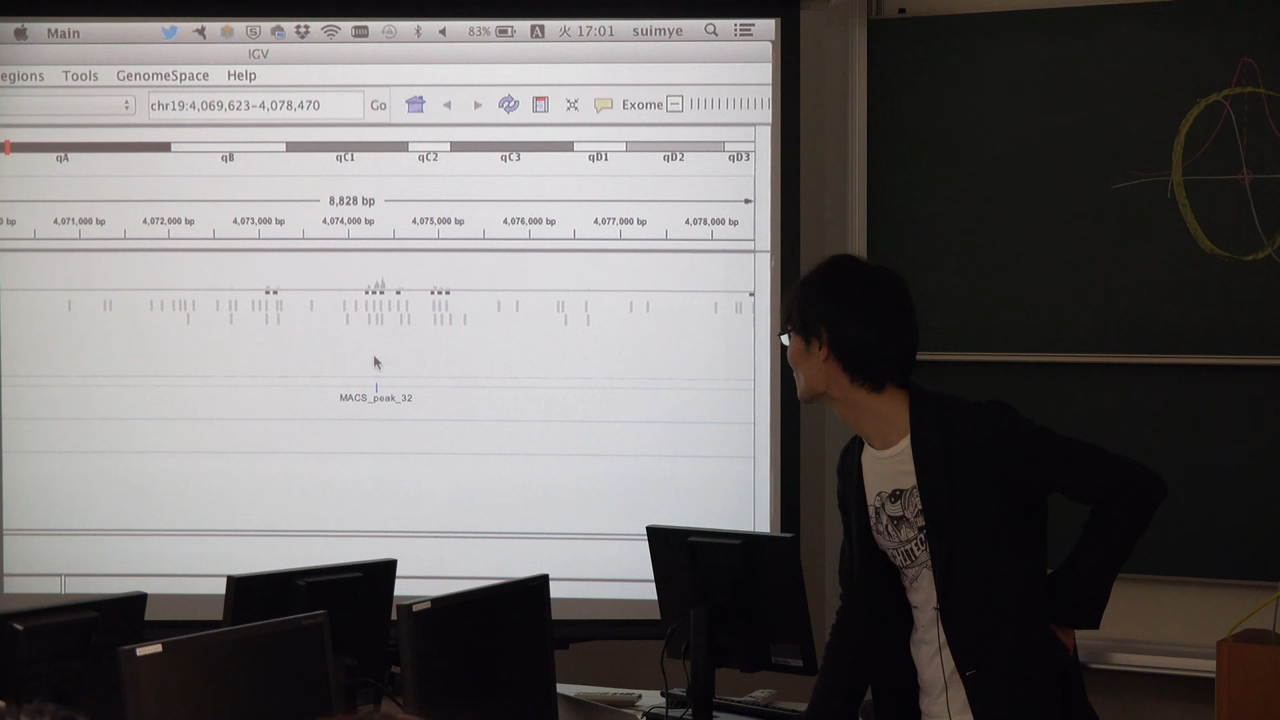 Main 83% A 火 17:01 suimye
IGV
egions Tools GenomeSpace Help
chr19:4,069,623-4,078,470 Go Exome
qA qB qC1 qC2 qC3 qD1 qD2 qD3
8,828 bp
0 bp 4,071,000 bp 4,072,000 bp 4,073,000 bp 4,074,000 bp 4,075,000 bp 4,076,000 bp 4,077,000 bp 4,078,000 bp
MACS_peak_32